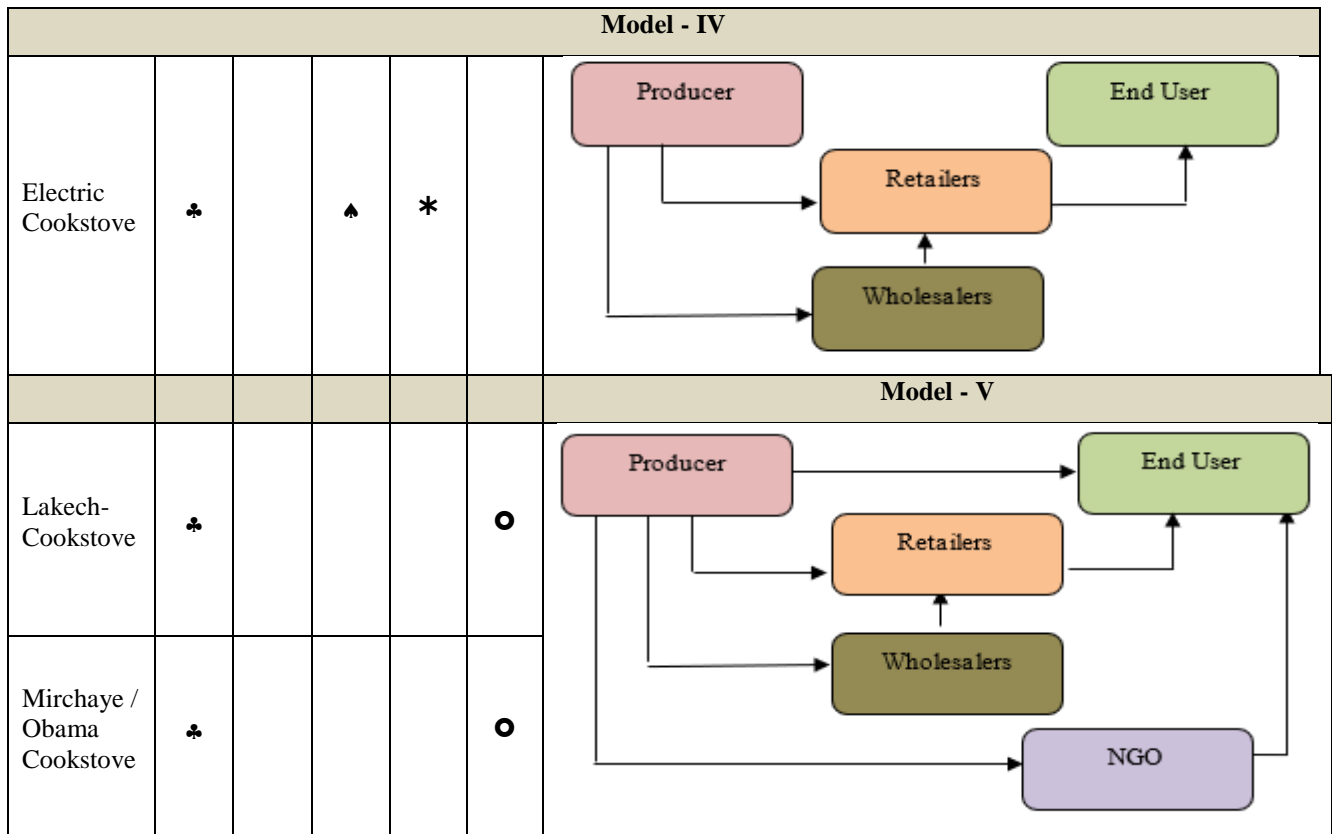 Model - IV
Electric
Cookstove
♣ ♠ *
Producer
End User
Retailers
Wholesalers
Model - V
Lakech-
Cookstove
♣ O
Mirchaye /
Obama
Cookstove
♣ O
Producer
End User
Retailers
Wholesalers
NGO